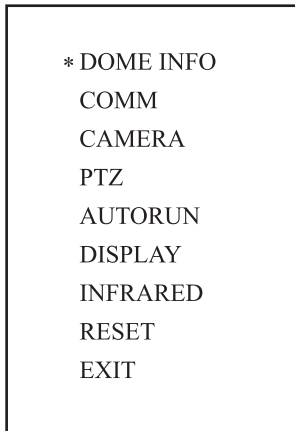 * DOME INFO
COMM
CAMERA
PTZ
AUTORUN
DISPLAY
INFRARED
RESET
EXIT